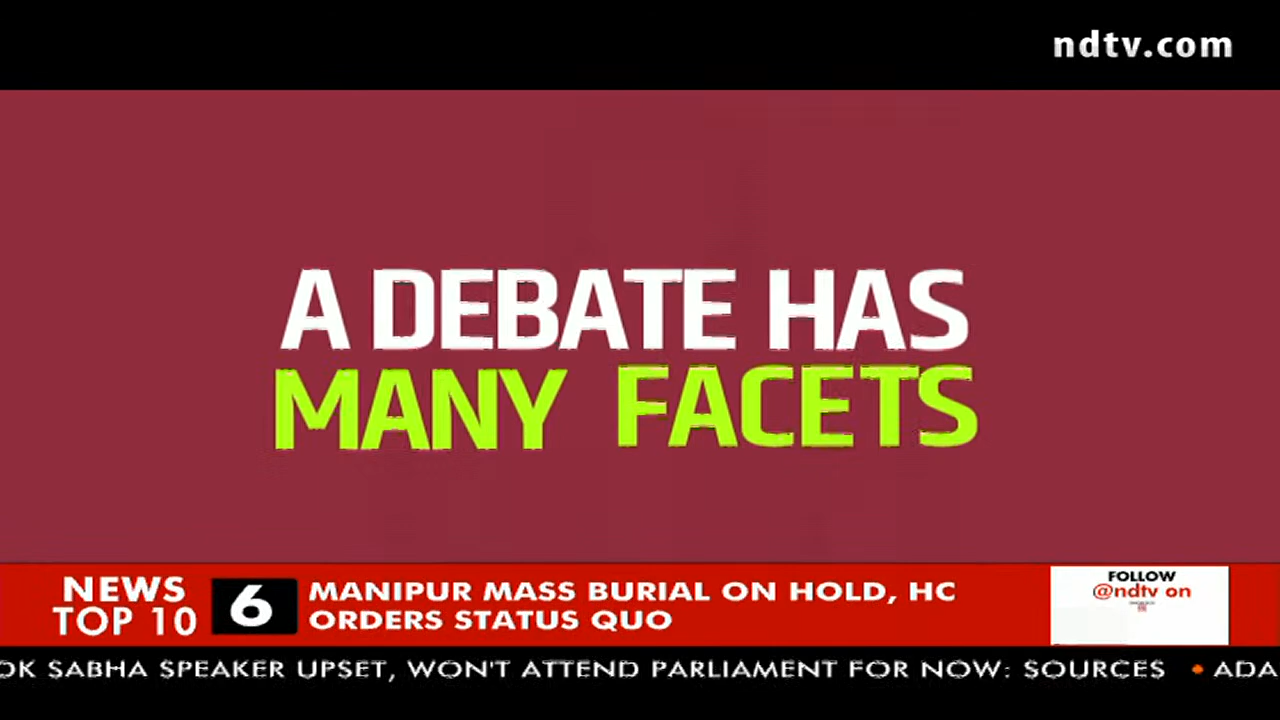 ndtv.com
A DEBATE HAS
MANY FACETS
NEWS
TOP 10
6
MANIPUR MASS BURIAL ON HOLD, HC
ORDERS STATUS QUO
FOLLOW
@ndtv on
OK SABHA SPEAKER UPSET, WON'T ATTEND PARLIAMENT FOR NOW: SOURCES • ADA